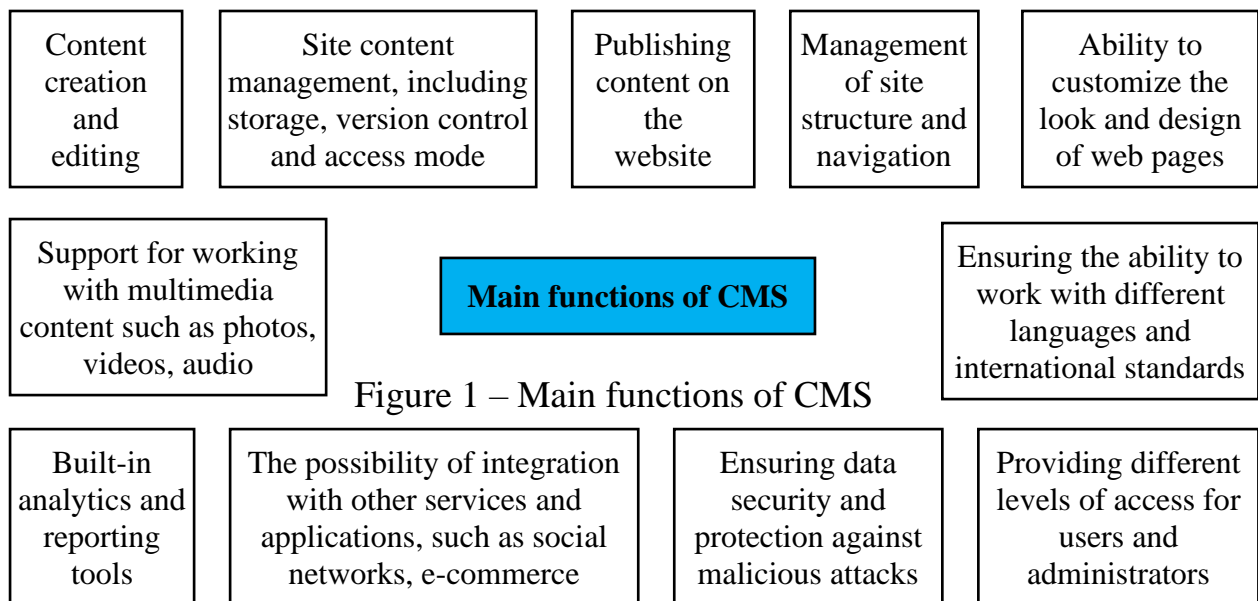 Content
creation
and
editing
Site content
management, including
storage, version control
and access mode
Publishing
content on
the
website
Management
of site
structure and
navigation
Ability to
customize the
look and design
of web pages
Support for working
with multimedia
content such as photos,
videos, audio
Main functions of CMS
Ensuring the ability to
work with different
languages and
international standards
Figure 1 – Main functions of CMS
Built-in
analytics and
reporting
tools
The possibility of integration
with other services and
applications, such as social
networks, e-commerce
Ensuring data
security and
protection against
malicious attacks
Providing different
levels of access for
users and
administrators